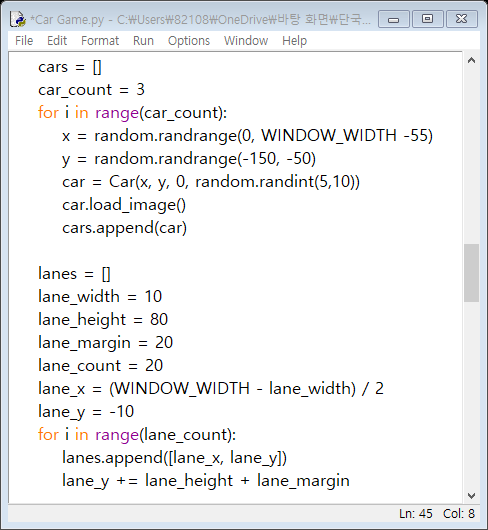 *Car Game.py - C:₩Users₩82108₩OneDrive₩바탕 화면₩단국...
File Edit Format Run Options Window Help
cars = []
car_count = 3
for i in range(car_count):
    x = random.randrange(0, WINDOW_WIDTH -55)
    y = random.randrange(-150, -50)
    car = Car(x, y, 0, random.randint(5,10))
    car.load_image()
    cars.append(car)
lanes = []
lane_width = 10
lane_height = 80
lane_margin = 20
lane_count = 20
lane_x = (WINDOW_WIDTH - lane_width) / 2
lane_y = -10
for i in range(lane_count):
    lanes.append([lane_x, lane_y])
    lane_y += lane_height + lane_margin
Ln: 45 Col: 8